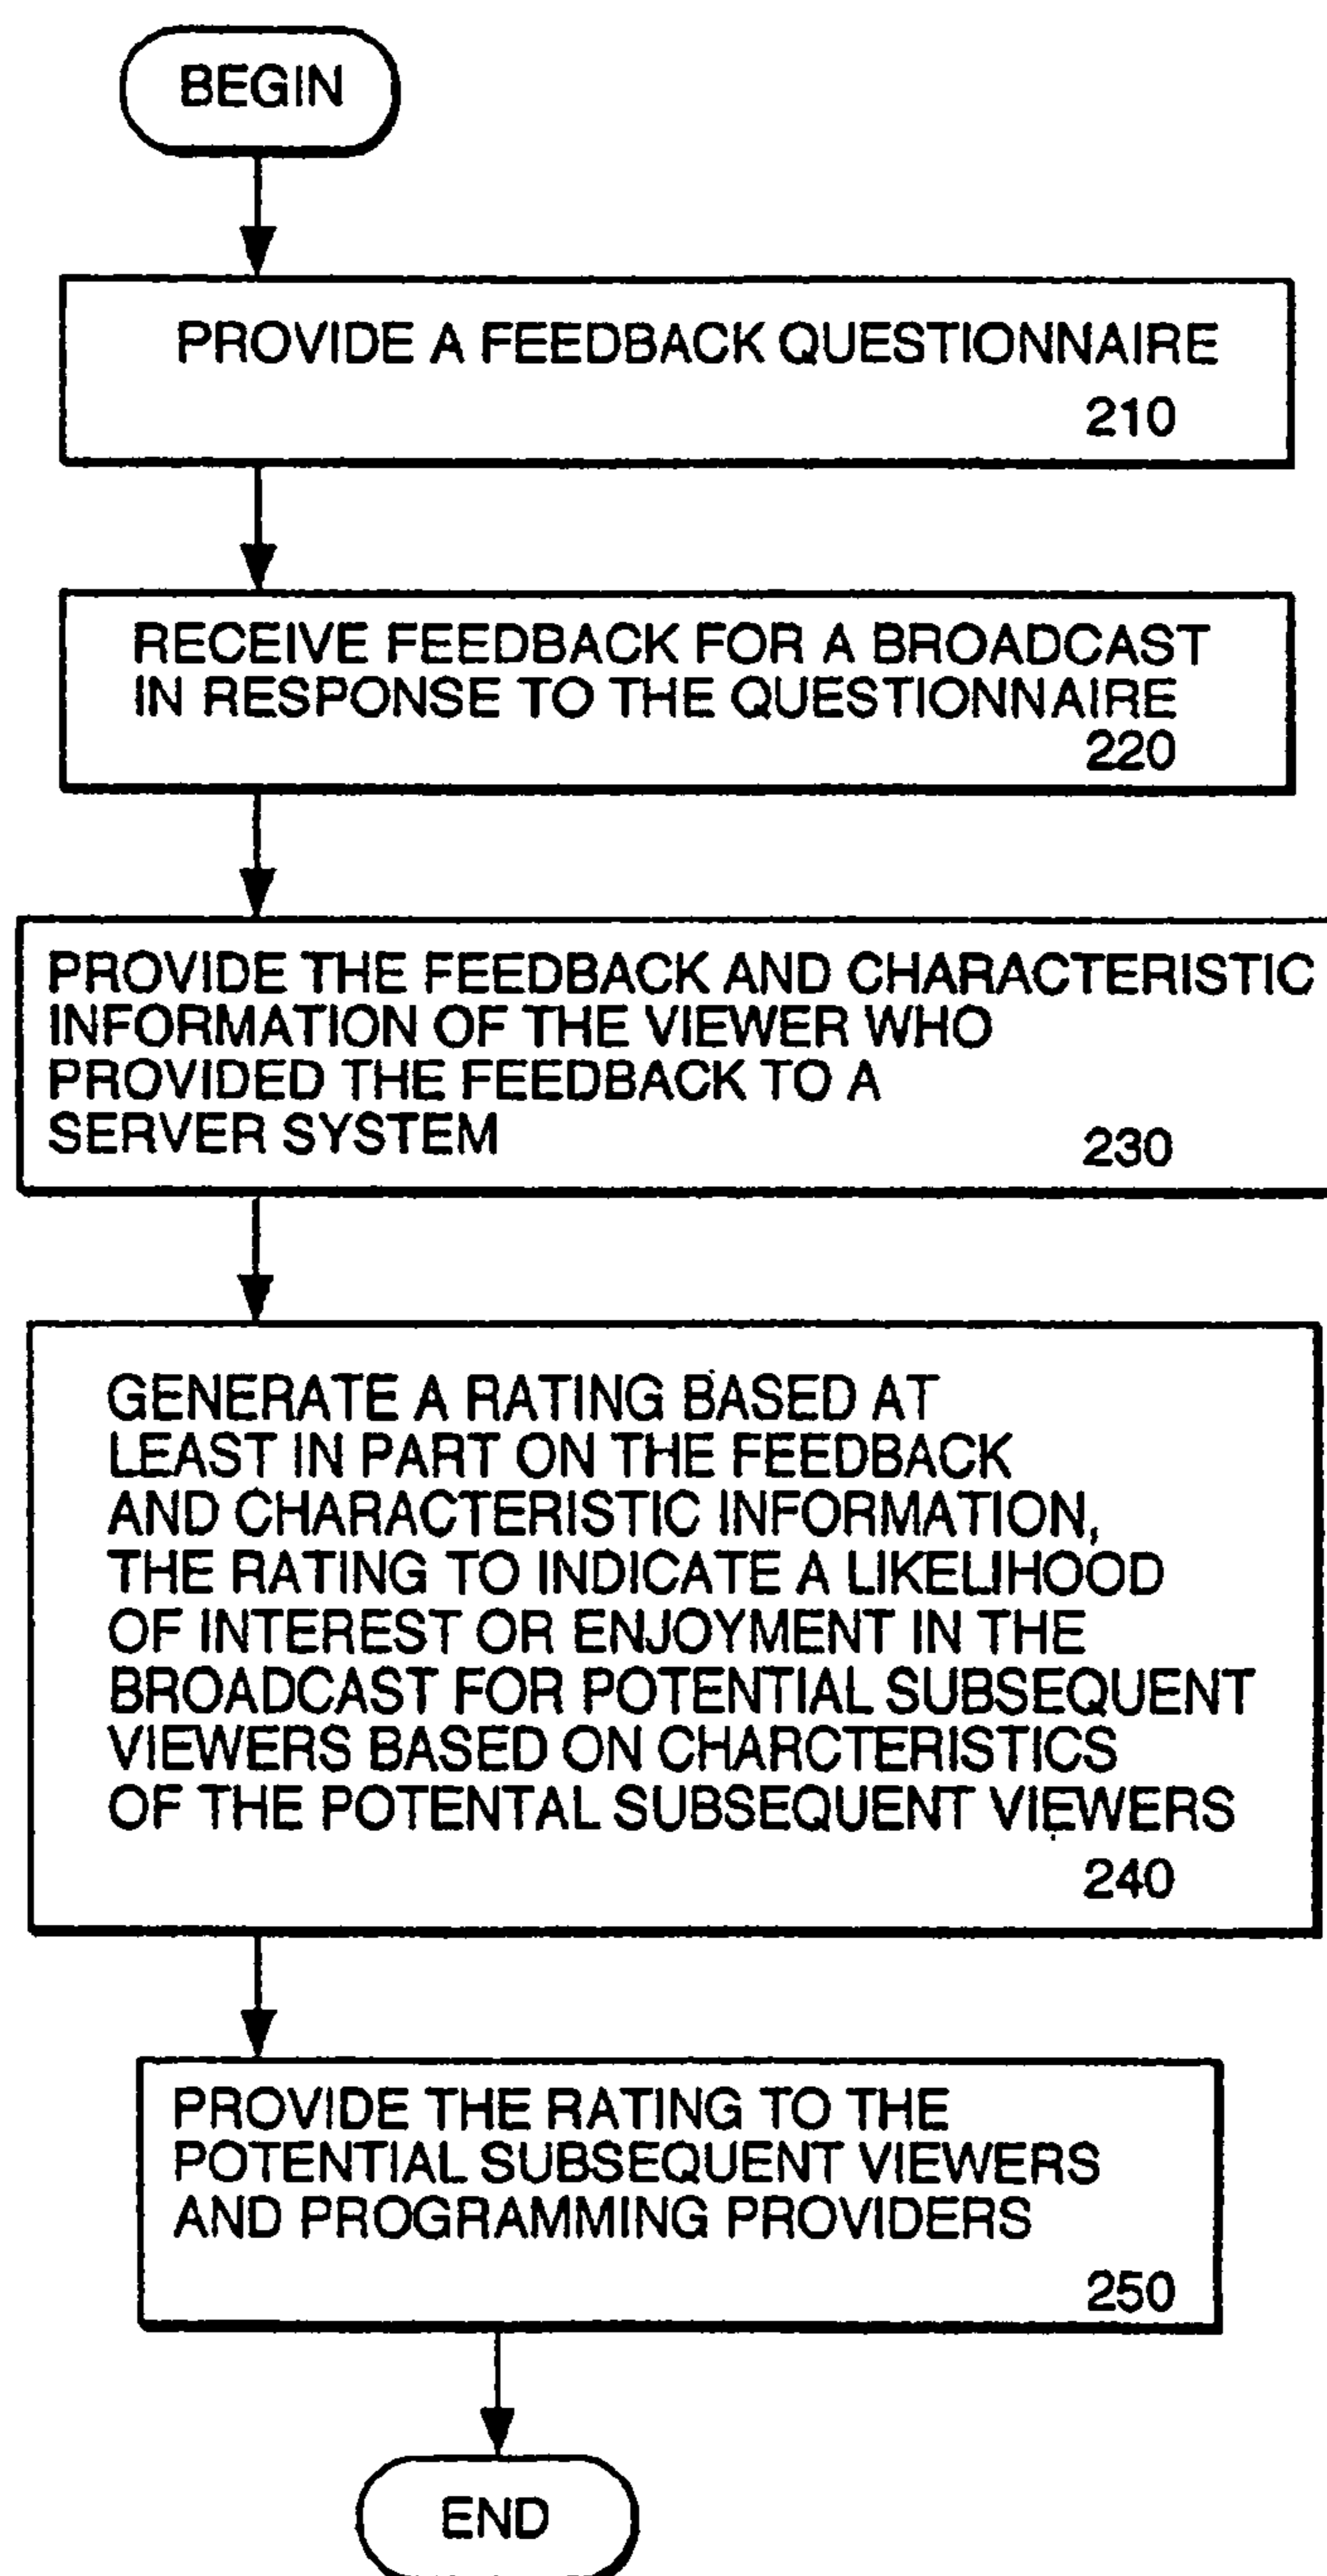 BEGIN
PROVIDE A FEEDBACK QUESTIONNAIRE
210
RECEIVE FEEDBACK FOR A BROADCAST
IN RESPONSE TO THE QUESTIONNAIRE
220
PROVIDE THE FEEDBACK AND CHARACTERISTIC
INFORMATION OF THE VIEWER WHO
PROVIDED THE FEEDBACK TO A
SERVER SYSTEM
230
GENERATE A RATING BASED AT
LEAST IN PART ON THE FEEDBACK
AND CHARACTERISTIC INFORMATION,
THE RATING TO INDICATE A LIKELIHOOD
OF INTEREST OR ENJOYMENT IN THE
BROADCAST FOR POTENTIAL SUBSEQUENT
VIEWERS BASED ON CHARCTERISTICS
OF THE POTENTAL SUBSEQUENT VIEWERS
240
PROVIDE THE RATING TO THE
POTENTIAL SUBSEQUENT VIEWERS
AND PROGRAMMING PROVIDERS
250
END